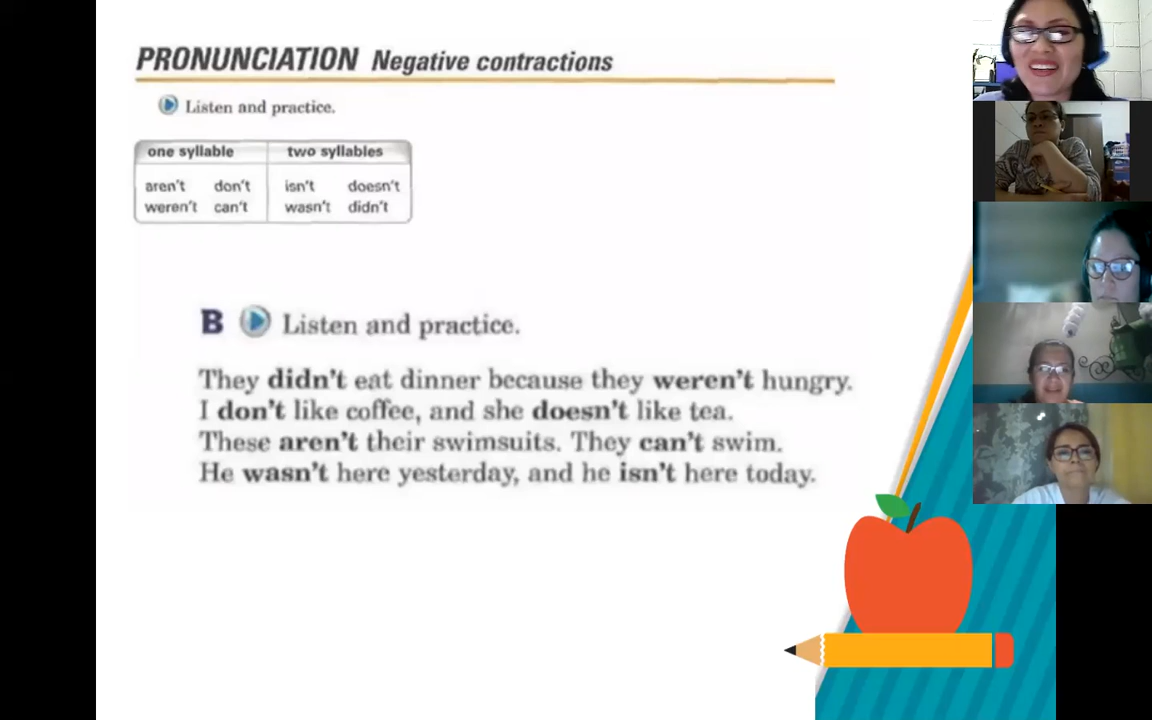 PRONUNCIATION Negative contractions
Listen and practice.
one syllable two syllables
aren't don't isn't doesn't
weren't can't wasn't didn't
B Listen and practice.
They didn't eat dinner because they weren't hungry.
I don't like coffee, and she doesn't like tea.
These aren't their swimsuits. They can't swim.
He wasn't here yesterday, and he isn't here today.